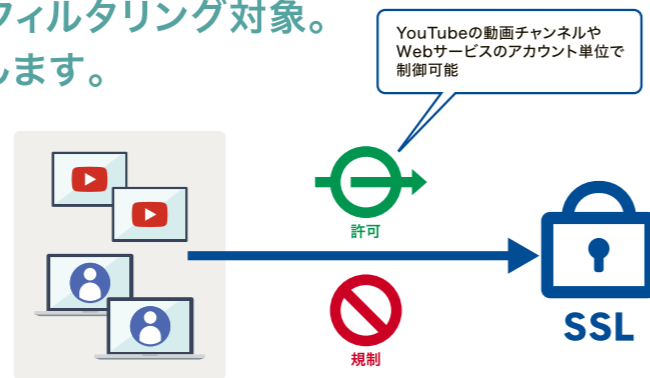 フィルタリング対象。
します。
YouTubeの動画チャンネルや
Webサービスのアカウント単位で
制御可能
許可
規制
SSL